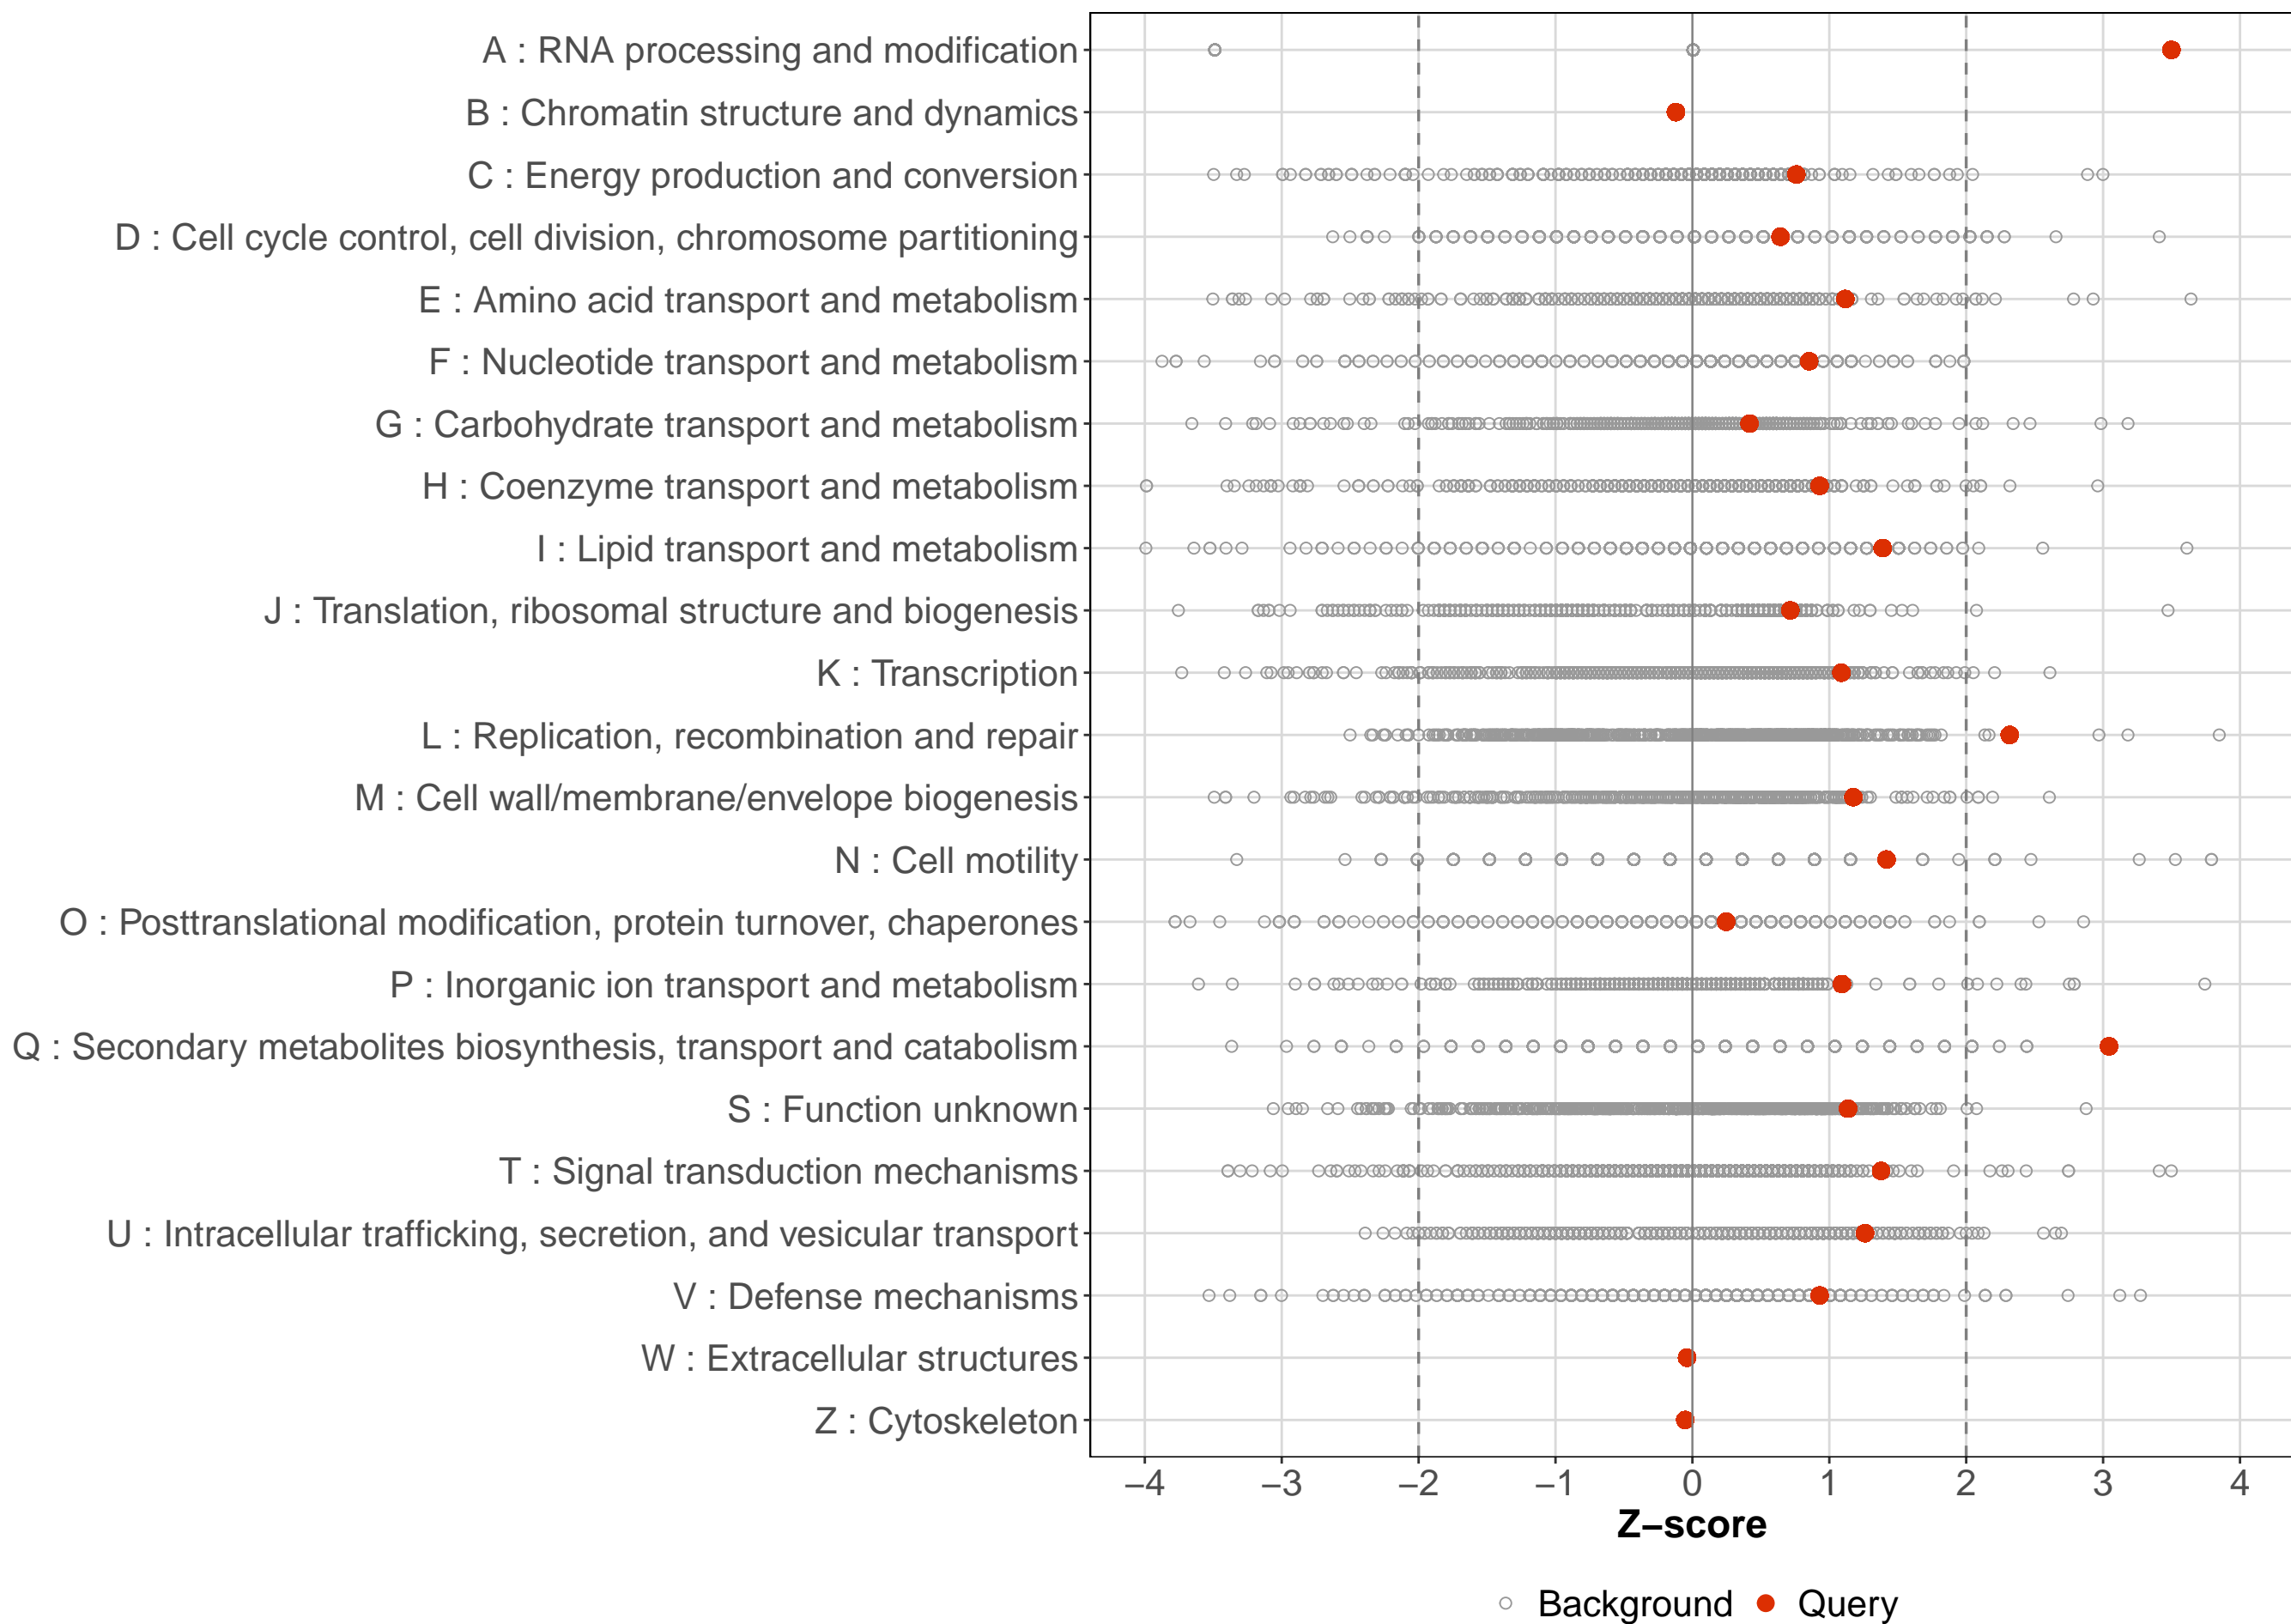 A : RNA processing and modification
B : Chromatin structure and dynamics
C : Energy production and conversion
D : Cell cycle control, cell division, chromosome partitioning
E : Amino acid transport and metabolism
F : Nucleotide transport and metabolism
G : Carbohydrate transport and metabolism
H : Coenzyme transport and metabolism
I : Lipid transport and metabolism
J : Translation, ribosomal structure and biogenesis
K : Transcription
L : Replication, recombination and repair
M : Cell wall/membrane/envelope biogenesis
N : Cell motility
O : Posttranslational modification, protein turnover, chaperones
P : Inorganic ion transport and metabolism
Q : Secondary metabolites biosynthesis, transport and catabolism
S : Function unknown
T : Signal transduction mechanisms
U : Intracellular trafficking, secretion, and vesicular transport
V : Defense mechanisms
W : Extracellular structures
Z : Cytoskeleton
−4 −3 −2 −1 0 1 2 3 4
Z−score
Background Query